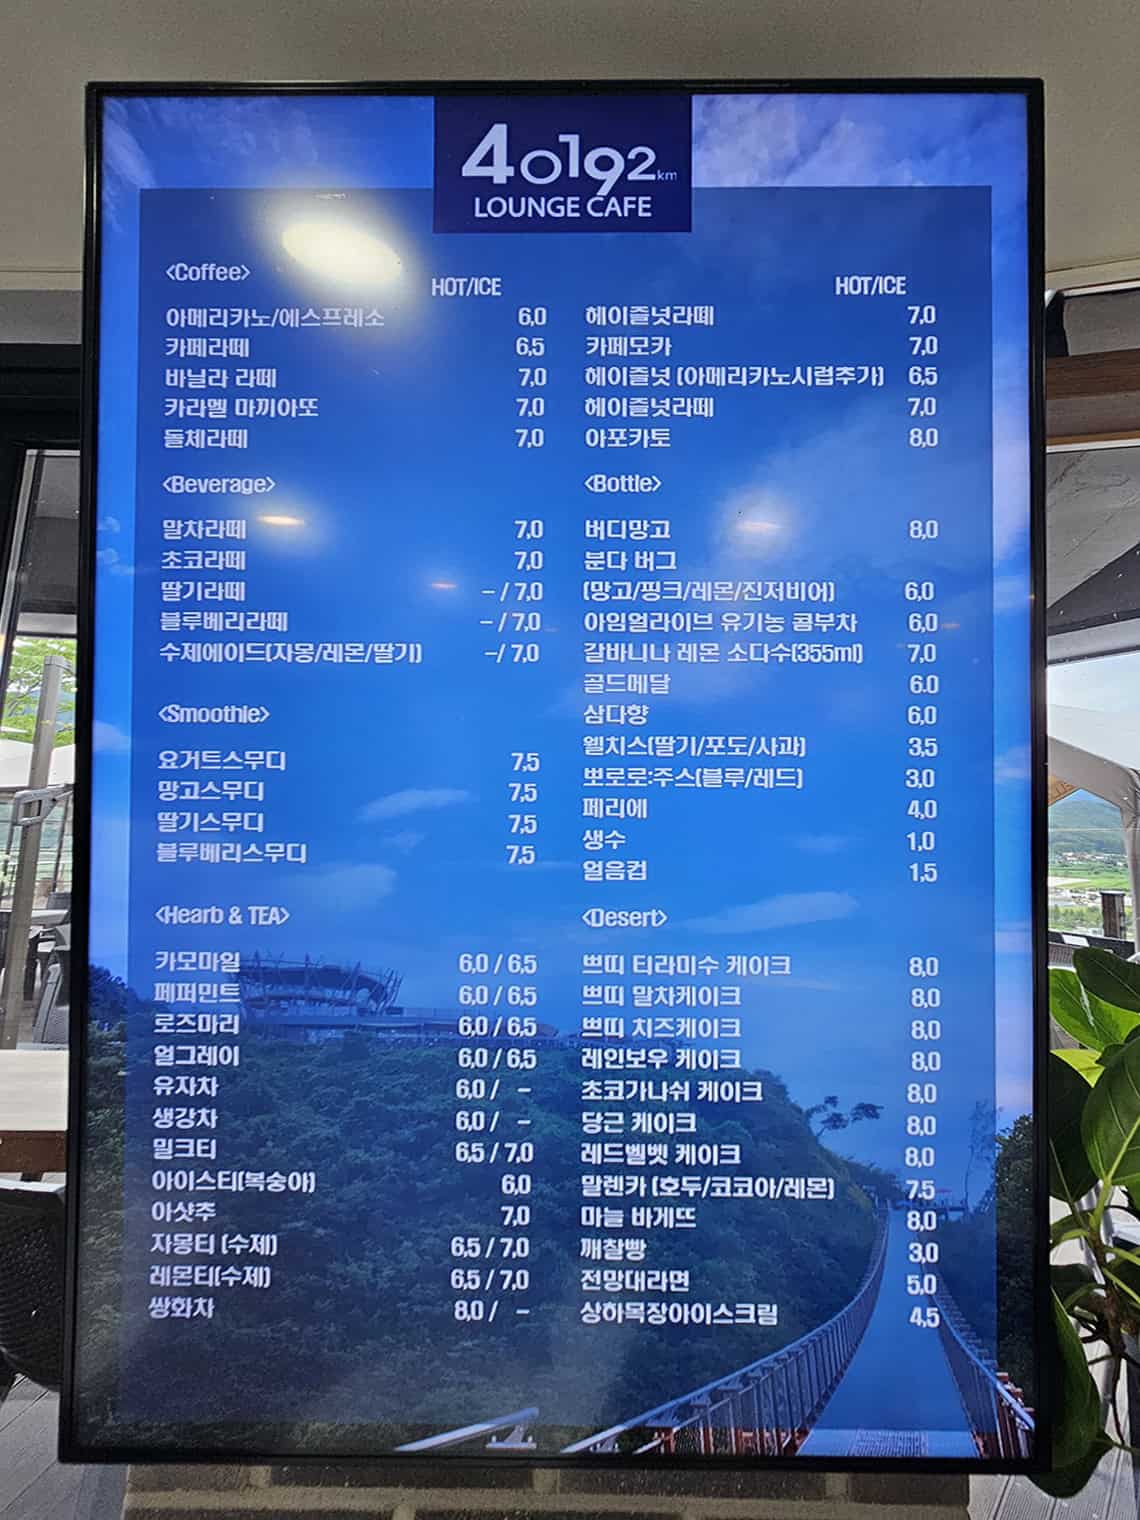 40192km
LOUNGE CAFE
<Coffee>
HOT/ICE
아메리카노/에스프레소 6,0
카페라떼 6,5
바닐라 라떼 7,0
카라멜 마끼아또 7,0
돌체라떼 7,0
HOT/ICE
헤이즐넛라떼 7,0
카페모카 7,0
헤이즐넛 (아메리카노시럽추가) 6,5
헤이즐넛라떼 7,0
아포카토 8,0
<Beverage>
말차라떼 7,0
초코라떼 7,0
딸기라떼 – / 7,0
블루베리라떼 – / 7,0
수제에이드(자몽/레몬/딸기) –/ 7,0
<Smoothie>
요거트스무디 7,5
망고스무디 7,5
딸기스무디 7,5
블루베리스무디 7,5
<Hearb & TEA>
카모마일 6,0 / 6,5
페퍼민트 6,0 / 6,5
로즈마리 6,0 / 6,5
얼그레이 6,0 / 6,5
유자차 6,0 / –
생강차 6,0 / –
밀크티 6,5 / 7,0
아이스티(복숭아) 6,0
아샷추 7,0
자몽티 (수제) 6,5 / 7,0
레몬티(수제) 6,5 / 7,0
쌍화차 8,0 / –
<Bottle>
버디망고 8,0
분다 버그
(망고/핑크/레몬/진저비어) 6,0
아임얼라이브 유기농 콤부차 6,0
갈바니나 레몬 소다수(355ml) 7,0
골드메달 6.0
삼다향 6,0
웰치스(딸기/포도/사과) 3,5
뽀로로:주스(블루/레드) 3,0
페리에 4,0
생수 1,0
얼음컵 1,5
<Desert>
쁘띠 티라미수 케이크 8,0
쁘띠 말차케이크 8,0
쁘띠 치즈케이크 8,0
레인보우 케이크 8,0
초코가나쉬 케이크 8,0
당근 케이크 8,0
레드벨벳 케이크 8,0
말렌카 (호두/코코아/레몬) 7.5
마늘 바게뜨 8,0
깨찰빵 3,0
전망대라면 5,0
상하목장아이스크림 4,5